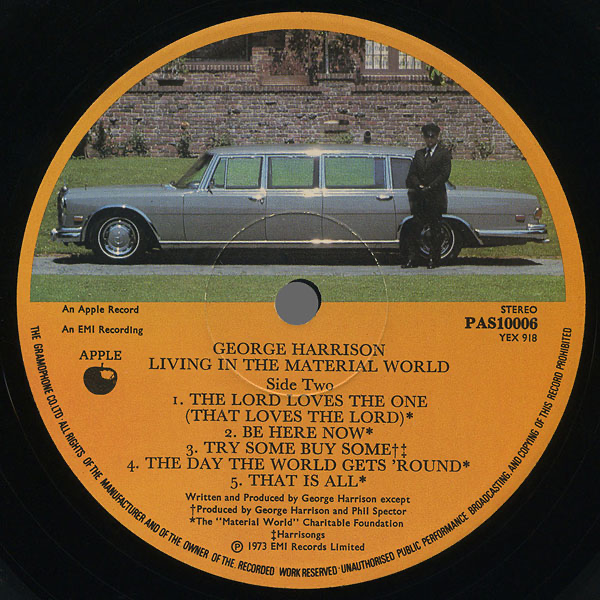 An Apple Record
An EMI Recording
APPLE
STEREO
PAS10006
YEX 918
GEORGE HARRISON
LIVING IN THE MATERIAL WORLD
Side Two
1. THE LORD LOVES THE ONE
(THAT LOVES THE LORD)*
2. BE HERE NOW*
3. TRY SOME BUY SOME†‡
4. THE DAY THE WORLD GETS 'ROUND*
5. THAT IS ALL*
Written and Produced by George Harrison except
†Produced by George Harrison and Phil Spector
*The "Material World" Charitable Foundation
‡Harrisongs
Ⓟ 1973 EMI Records Limited
THE GRAMOPHONE CO. LTD. ALL RIGHTS OF THE MANUFACTURER AND OF THE OWNER OF THE RECORDED WORK RESERVED · UNAUTHORISED PUBLIC PERFORMANCE BROADCASTING, AND COPYING OF THIS RECORD PROHIBITED